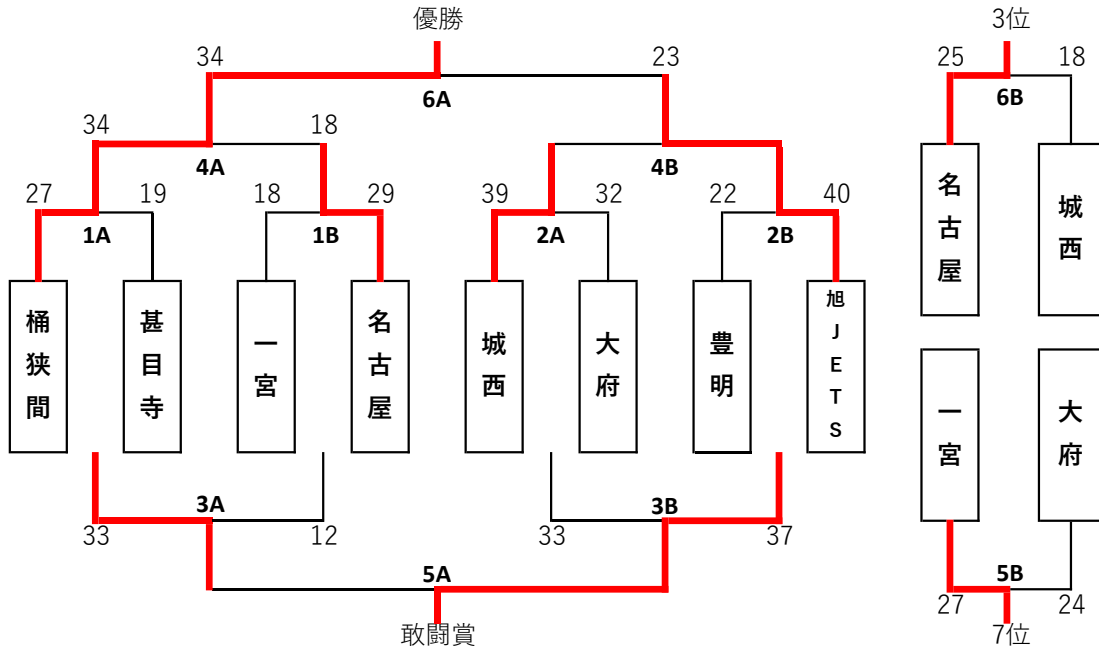 優勝
3位
34
23
25
18
6A
6B
34
18
4A
4B
27
19
18
29
39
32
22
40
1A
1B
2A
2B
桶狭間
甚目寺
一宮
名古屋
城西
大府
豊明
旭JETS
名古屋
城西
一宮
大府
3A
3B
33
12
33
37
5A
5B
27
24
敢闘賞
7位